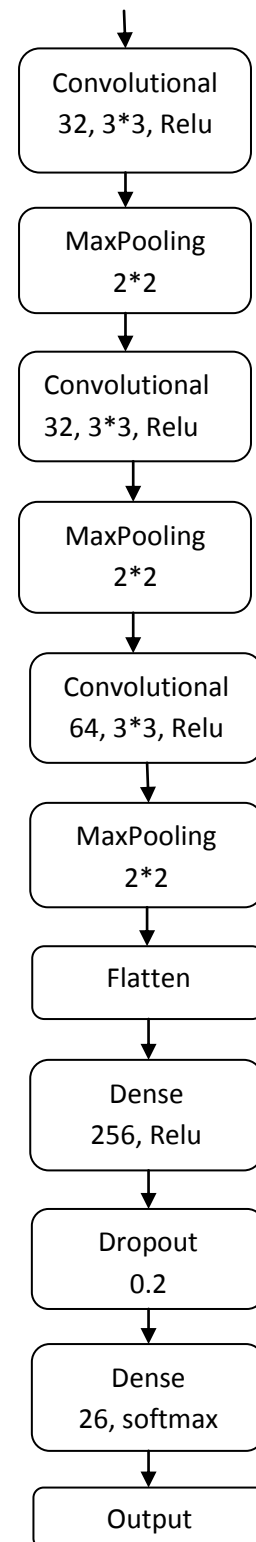 Convolutional
32, 3*3, Relu
MaxPooling
2*2
Convolutional
32, 3*3, Relu
MaxPooling
2*2
Convolutional
64, 3*3, Relu
MaxPooling
2*2
Flatten
Dense
256, Relu
Dropout
0.2
Dense
26, softmax
Output